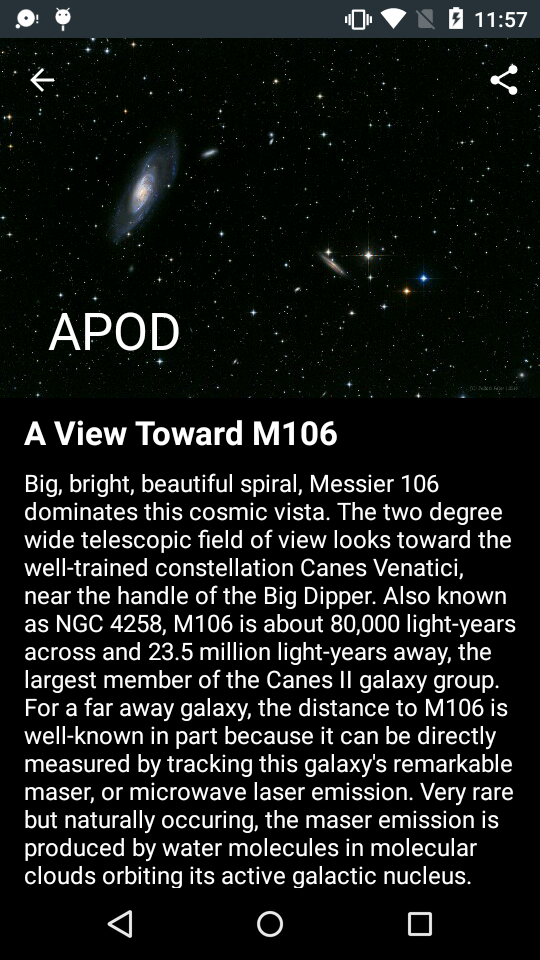 11:57
APOD
A View Toward M106
Big, bright, beautiful spiral, Messier 106
dominates this cosmic vista. The two degree
wide telescopic field of view looks toward the
well-trained constellation Canes Venatici,
near the handle of the Big Dipper. Also known
as NGC 4258, M106 is about 80,000 light-years
across and 23.5 million light-years away, the
largest member of the Canes II galaxy group.
For a far away galaxy, the distance to M106 is
well-known in part because it can be directly
measured by tracking this galaxy's remarkable
maser, or microwave laser emission. Very rare
but naturally occuring, the maser emission is
produced by water molecules in molecular
clouds orbiting its active galactic nucleus.